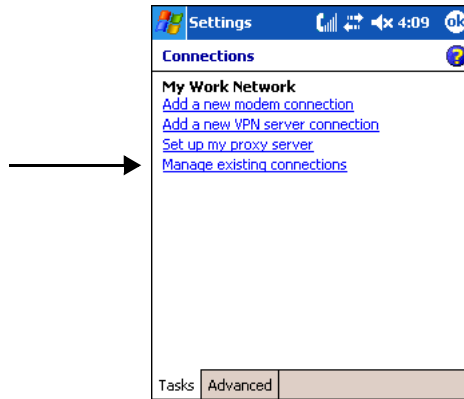 Settings 4:09 ok
Connections ?
My Work Network
Add a new modem connection
Add a new VPN server connection
Set up my proxy server
Manage existing connections
Tasks Advanced